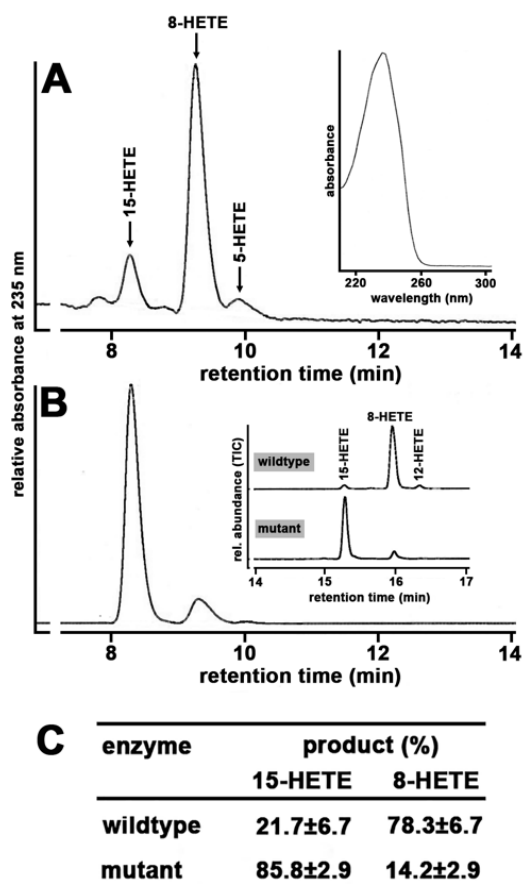 8-HETE
A
15-HETE
5-HETE
absorbance
220 260 300
wavelength (nm)
relative absorbance at 235 nm
8 10 12 14
retention time (min)
B
8-HETE
15-HETE
12-HETE
wildtype
mutant
rel. abundance (TIC)
14 15 16 17
retention time (min)
8 10 12 14
retention time (min)
C
enzyme product (%)
15-HETE 8-HETE
wildtype 21.7±6.7 78.3±6.7
mutant 85.8±2.9 14.2±2.9